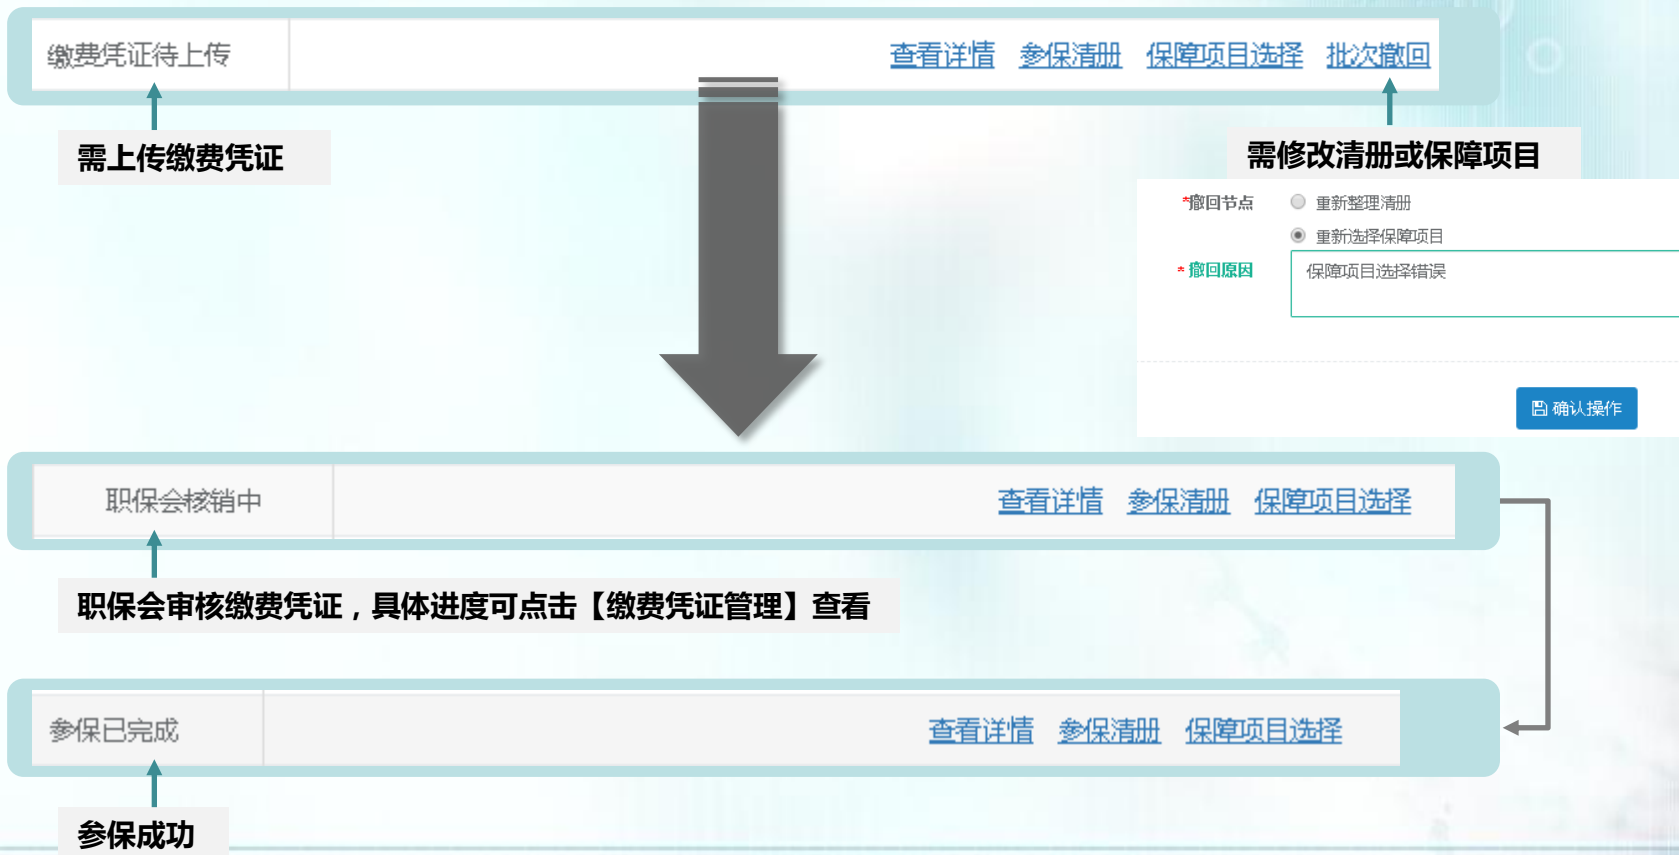 缴费凭证待上传
查看详情 参保清册 保障项目选择 批次撤回
需上传缴费凭证
需修改清册或保障项目
*撤回节点 重新整理清册
重新选择保障项目
*撤回原因 保障项目选择错误
确认操作
职保会核销中
查看详情 参保清册 保障项目选择
职保会审核缴费凭证，具体进度可点击【缴费凭证管理】查看
参保已完成
查看详情 参保清册 保障项目选择
参保成功